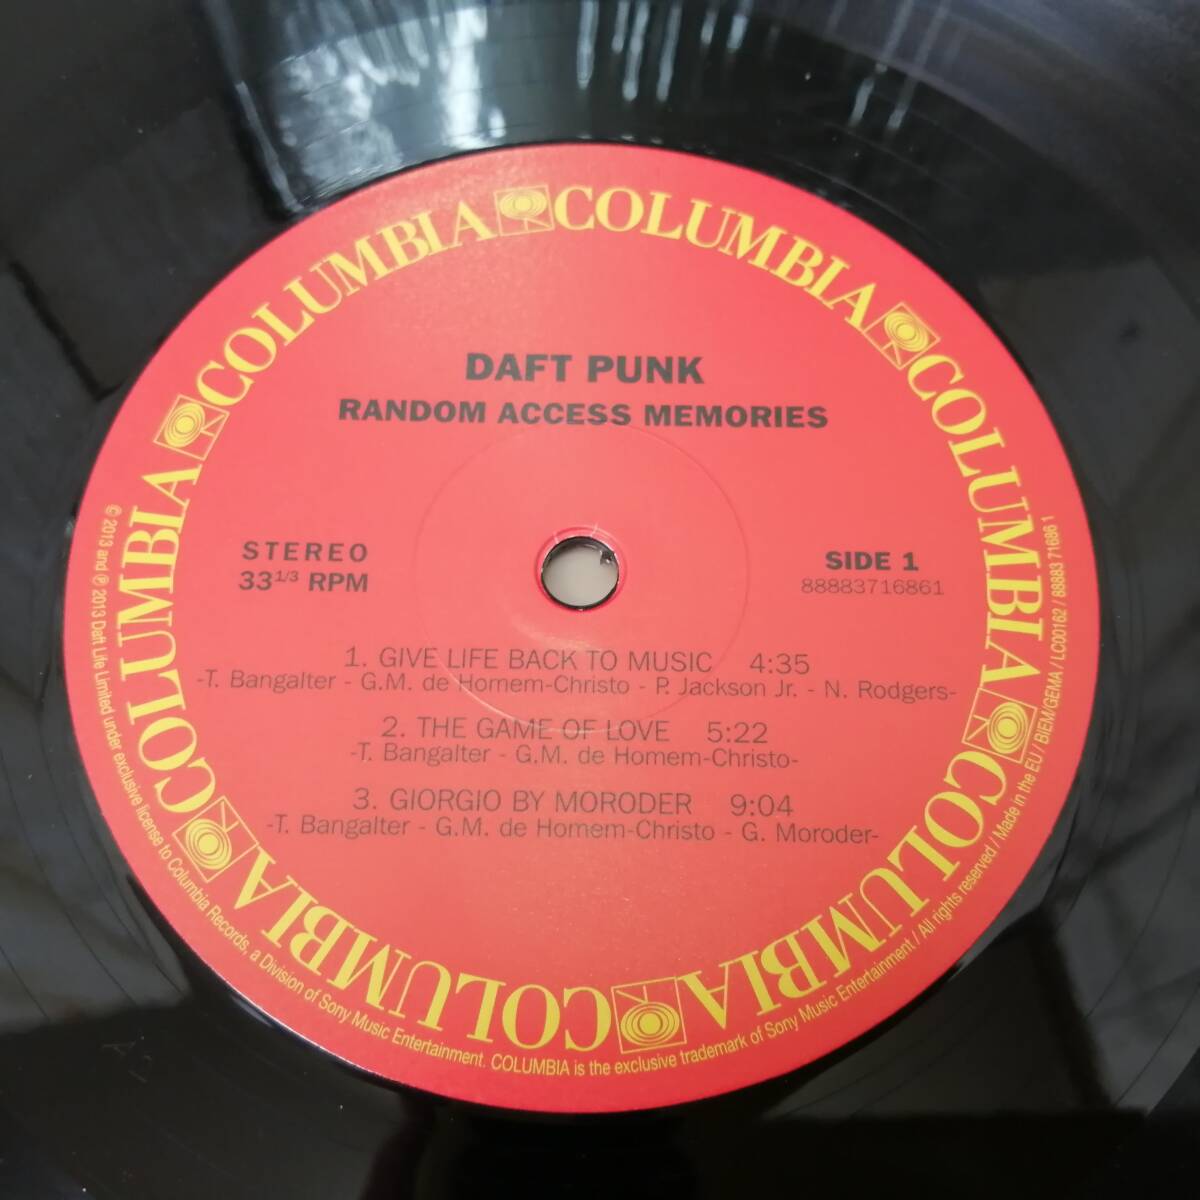 COLUMBIA COLUMBIA COLUMBIA COLUMBIA COLUMBIA COLUMBIA COLUMBIA
DAFT PUNK
RANDOM ACCESS MEMORIES
STEREO
33 1/3 RPM
SIDE 1
88883716861
1. GIVE LIFE BACK TO MUSIC 4:35
-T. Bangalter - G.M. de Homem-Christo - P. Jackson Jr. - N. Rodgers-
2. THE GAME OF LOVE 5:22
-T. Bangalter - G.M. de Homem-Christo-
3. GIORGIO BY MORODER 9:04
-T. Bangalter - G.M. de Homem-Christo - G. Moroder-
© 2013 and ℗ 2013 Daft Life Limited under exclusive license to Columbia Records, a Division of Sony Music Entertainment. COLUMBIA is the exclusive trademark of Sony Music Entertainment. / All rights reserved / Made in the EU / BIEM/GEMA / LC00162 / 88883 71686 1